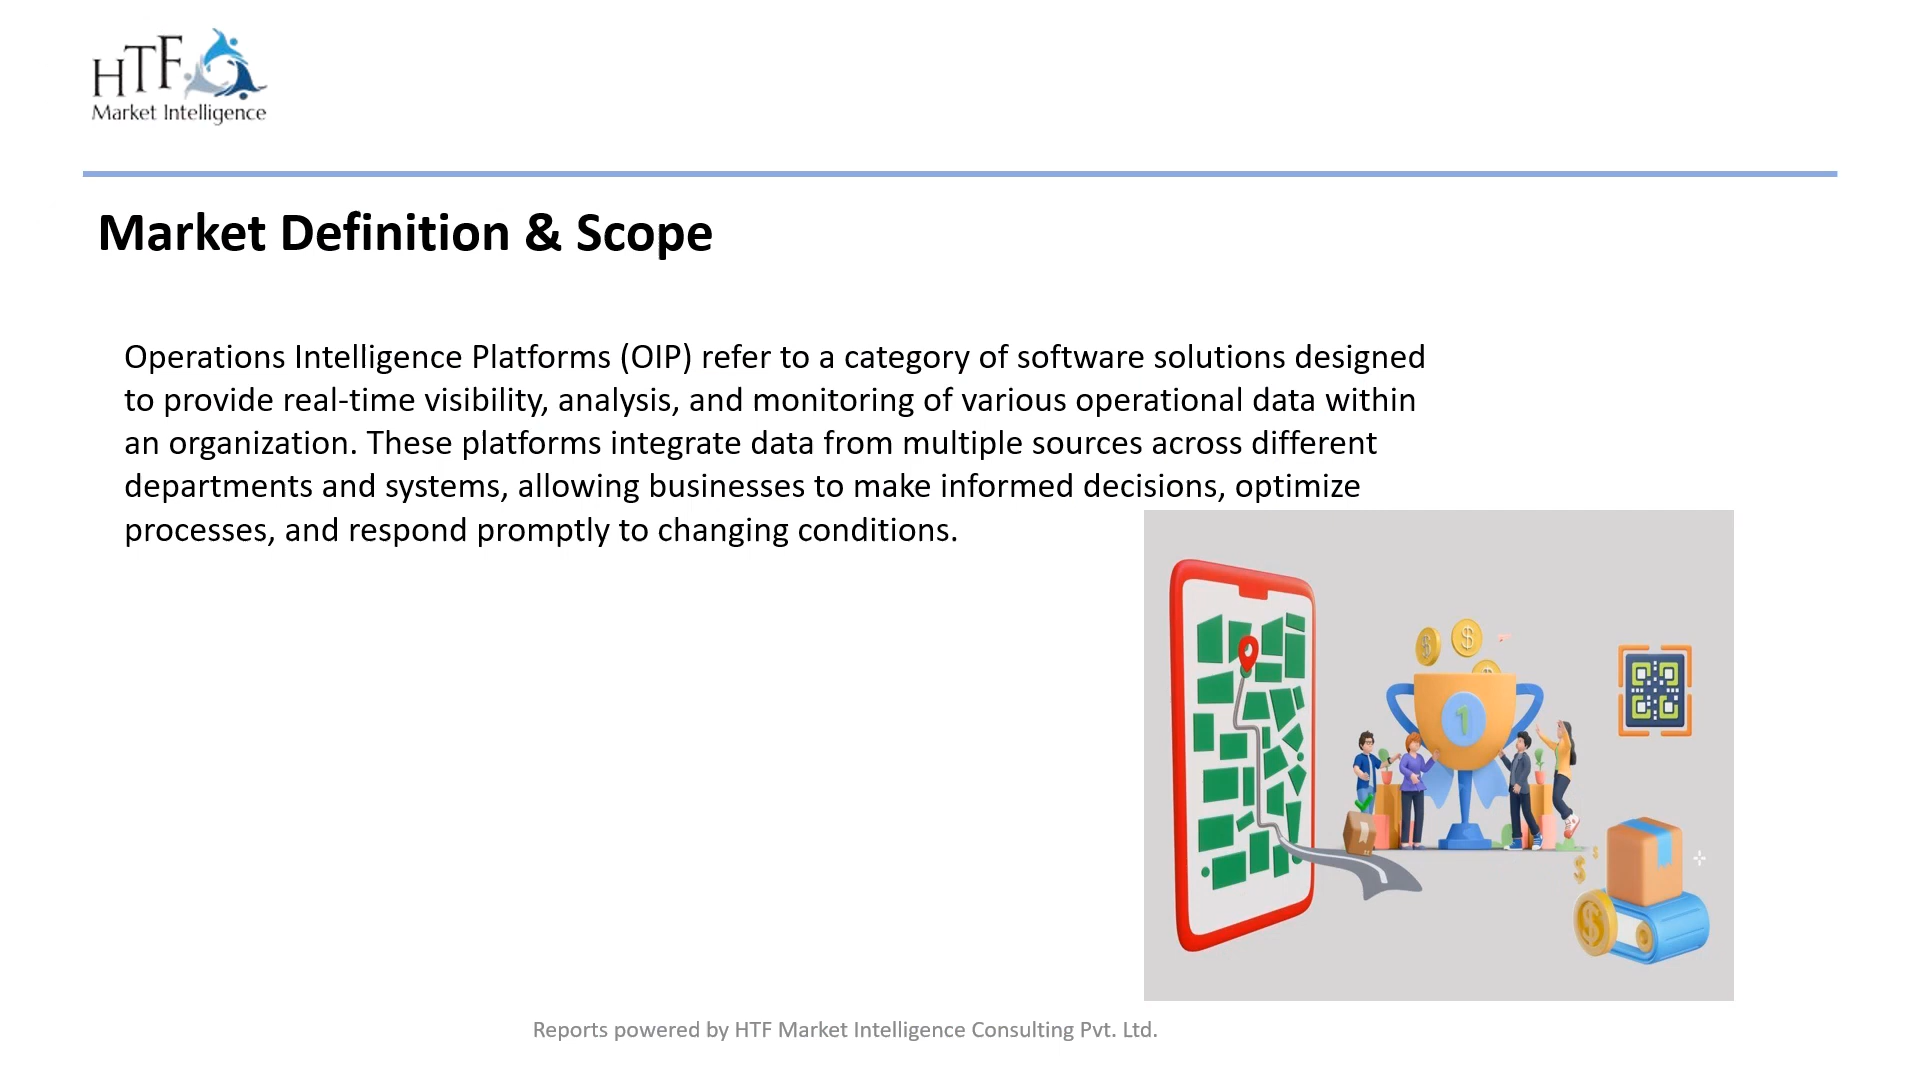 HTF
Market Intelligence
Market Definition & Scope
Operations Intelligence Platforms (OIP) refer to a category of software solutions designed
to provide real-time visibility, analysis, and monitoring of various operational data within
an organization. These platforms integrate data from multiple sources across different
departments and systems, allowing businesses to make informed decisions, optimize
processes, and respond promptly to changing conditions.
$ $ $
1
$ $
$
Reports powered by HTF Market Intelligence Consulting Pvt. Ltd.